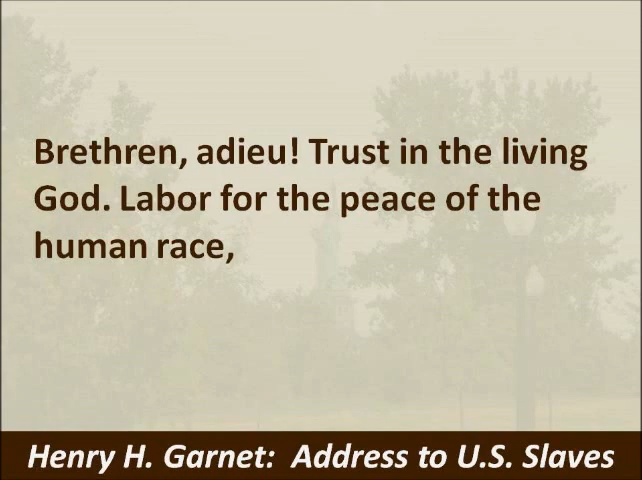 Brethren, adieu! Trust in the living
God. Labor for the peace of the
human race,
Henry H. Garnet:  Address to U.S. Slaves